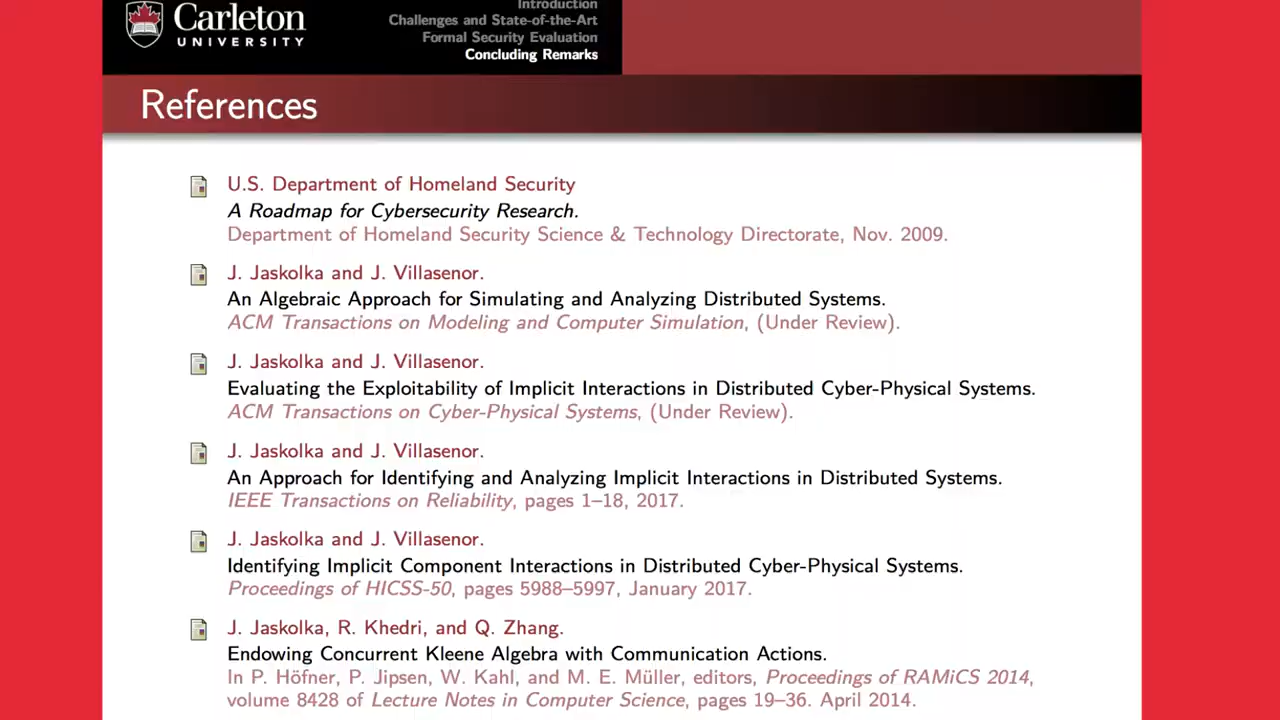 Carleton
UNIVERSITY
Introduction
Challenges and State-of-the-Art
Formal Security Evaluation
Concluding Remarks
References
U.S. Department of Homeland Security
A Roadmap for Cybersecurity Research.
Department of Homeland Security Science & Technology Directorate, Nov. 2009.
J. Jaskolka and J. Villasenor.
An Algebraic Approach for Simulating and Analyzing Distributed Systems.
ACM Transactions on Modeling and Computer Simulation, (Under Review).
J. Jaskolka and J. Villasenor.
Evaluating the Exploitability of Implicit Interactions in Distributed Cyber-Physical Systems.
ACM Transactions on Cyber-Physical Systems, (Under Review).
J. Jaskolka and J. Villasenor.
An Approach for Identifying and Analyzing Implicit Interactions in Distributed Systems.
IEEE Transactions on Reliability, pages 1–18, 2017.
J. Jaskolka and J. Villasenor.
Identifying Implicit Component Interactions in Distributed Cyber-Physical Systems.
Proceedings of HICSS-50, pages 5988–5997, January 2017.
J. Jaskolka, R. Khedri, and Q. Zhang.
Endowing Concurrent Kleene Algebra with Communication Actions.
In P. Höfner, P. Jipsen, W. Kahl, and M. E. Müller, editors, Proceedings of RAMiCS 2014,
volume 8428 of Lecture Notes in Computer Science, pages 19–36. April 2014.